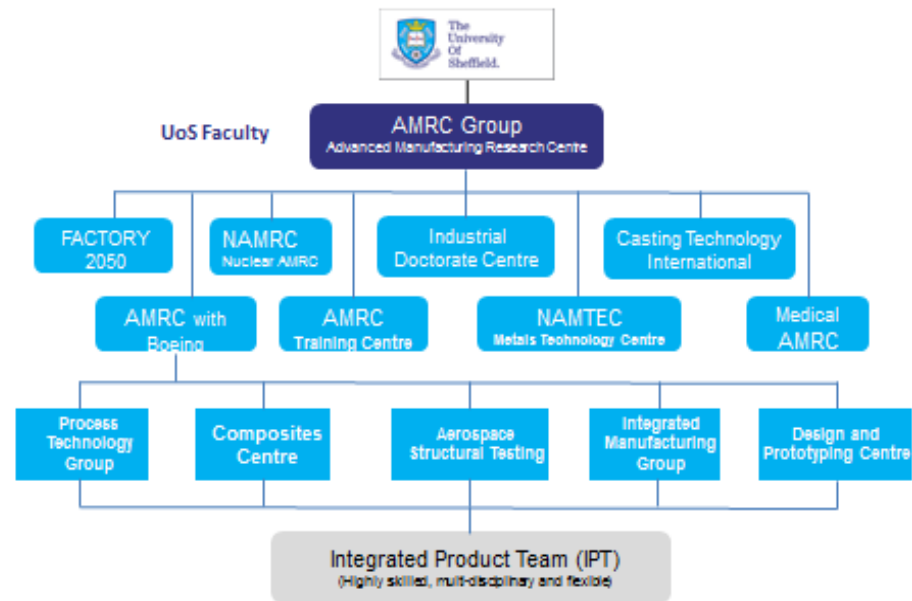 The
University
Of
Sheffield.
UoS Faculty
AMRC Group
Advanced Manufacturing Research Centre
FACTORY
2050
NAMRC
Nuclear AMRC
Industrial
Doctorate Centre
Casting Technology
International
AMRC with
Boeing
AMRC
Training Centre
NAMTEC
Metals Technology Centre
Medical
AMRC
Process
Technology
Group
Composites
Centre
Aerospace
Structural Testing
Integrated
Manufacturing
Group
Design and
Prototyping Centre
Integrated Product Team (IPT)
(Highly skilled, multi-disciplinary and flexible)